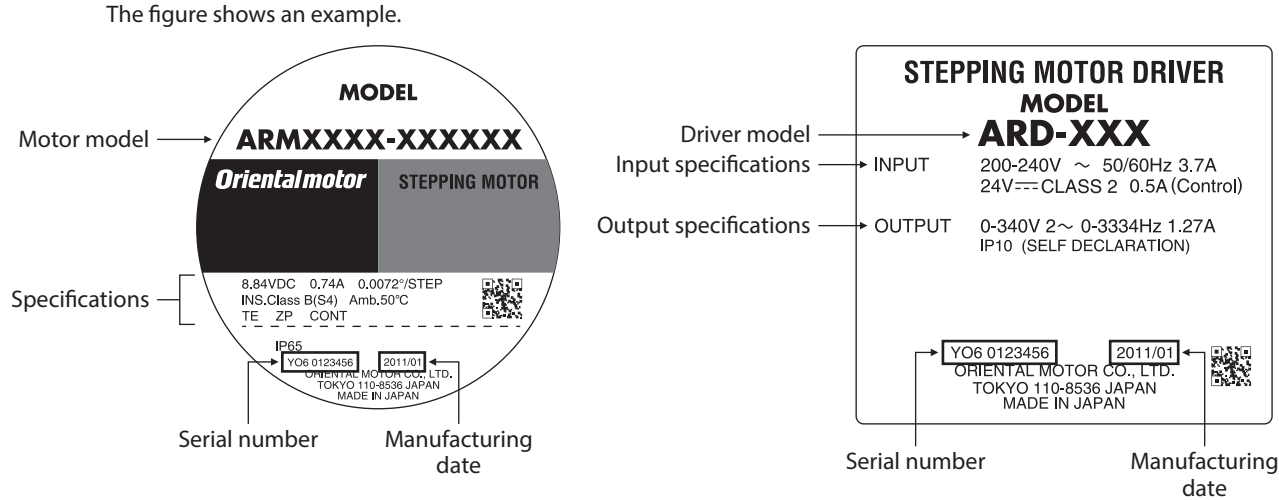 The figure shows an example.
MODEL
Motor model
ARMXXXX-XXXXXX
Orientalmotor
STEPPING MOTOR
Specifications
8.84VDC 0.74A 0.0072°/STEP
INS.Class B(S4) Amb.50°C
TE ZP CONT
IP65
YO6 0123456 2011/01
ORIENTAL MOTOR CO., LTD.
TOKYO 110-8536 JAPAN
MADE IN JAPAN
Serial number
Manufacturing
date
STEPPING MOTOR DRIVER
MODEL
Driver model
ARD-XXX
Input specifications
INPUT 200-240V ～ 50/60Hz 3.7A
24V⎓CLASS 2 0.5A (Control)
Output specifications
OUTPUT 0-340V 2～ 0-3334Hz 1.27A
IP10 (SELF DECLARATION)
YO6 0123456 2011/01
ORIENTAL MOTOR CO., LTD.
TOKYO 110-8536 JAPAN
MADE IN JAPAN
Serial number
Manufacturing
date